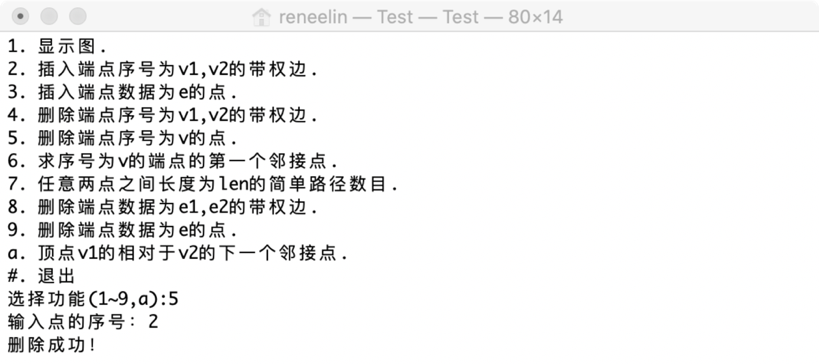 reneelin — Test — Test — 80×14
1. 显示图.
2. 插入端点序号为v1,v2的带权边.
3. 插入端点数据为e的点.
4. 删除端点序号为v1,v2的带权边.
5. 删除端点序号为v的点.
6. 求序号为v的端点的第一个邻接点.
7. 任意两点之间长度为len的简单路径数目.
8. 删除端点数据为e1,e2的带权边.
9. 删除端点数据为e的点.
a. 顶点v1的相对于v2的下一个邻接点.
#. 退出
选择功能(1~9,a):5
输入点的序号: 2
删除成功!